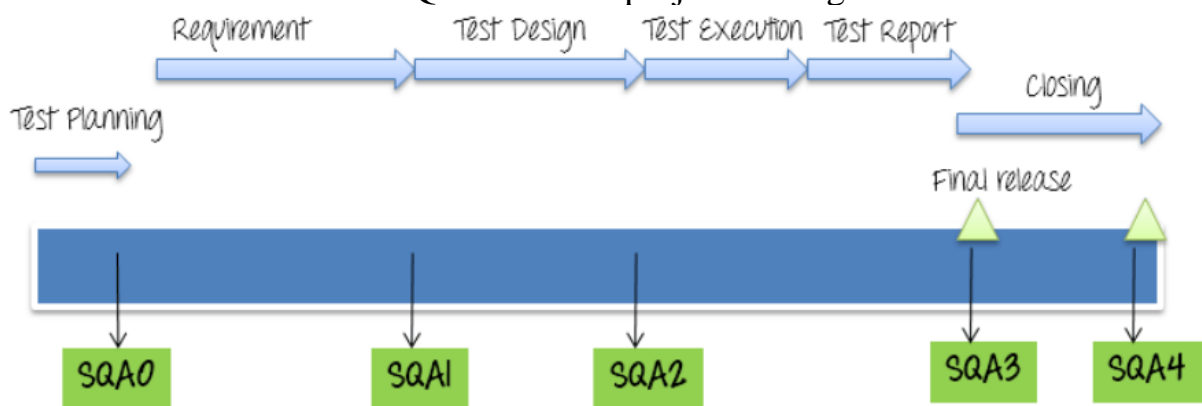 Requirement
Test Design
Test Execution
Test Report
Closing
Test Planning
Final release
SQA0
SQA1
SQA2
SQA3
SQA4